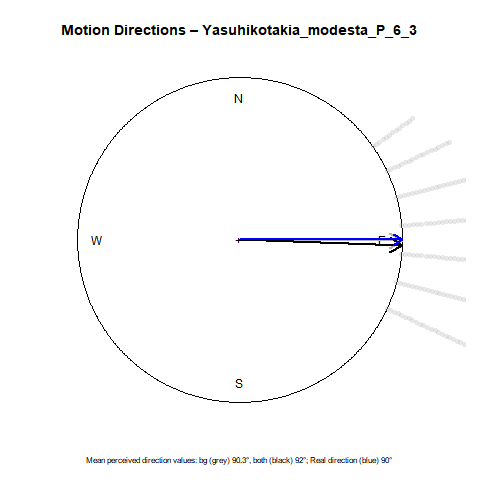 Motion Directions – Yasuhikotakia_modesta_P_6_3
N
W
E
S
Mean perceived direction values: bg (grey) 90.3°, both (black) 92°; Real direction (blue) 90°